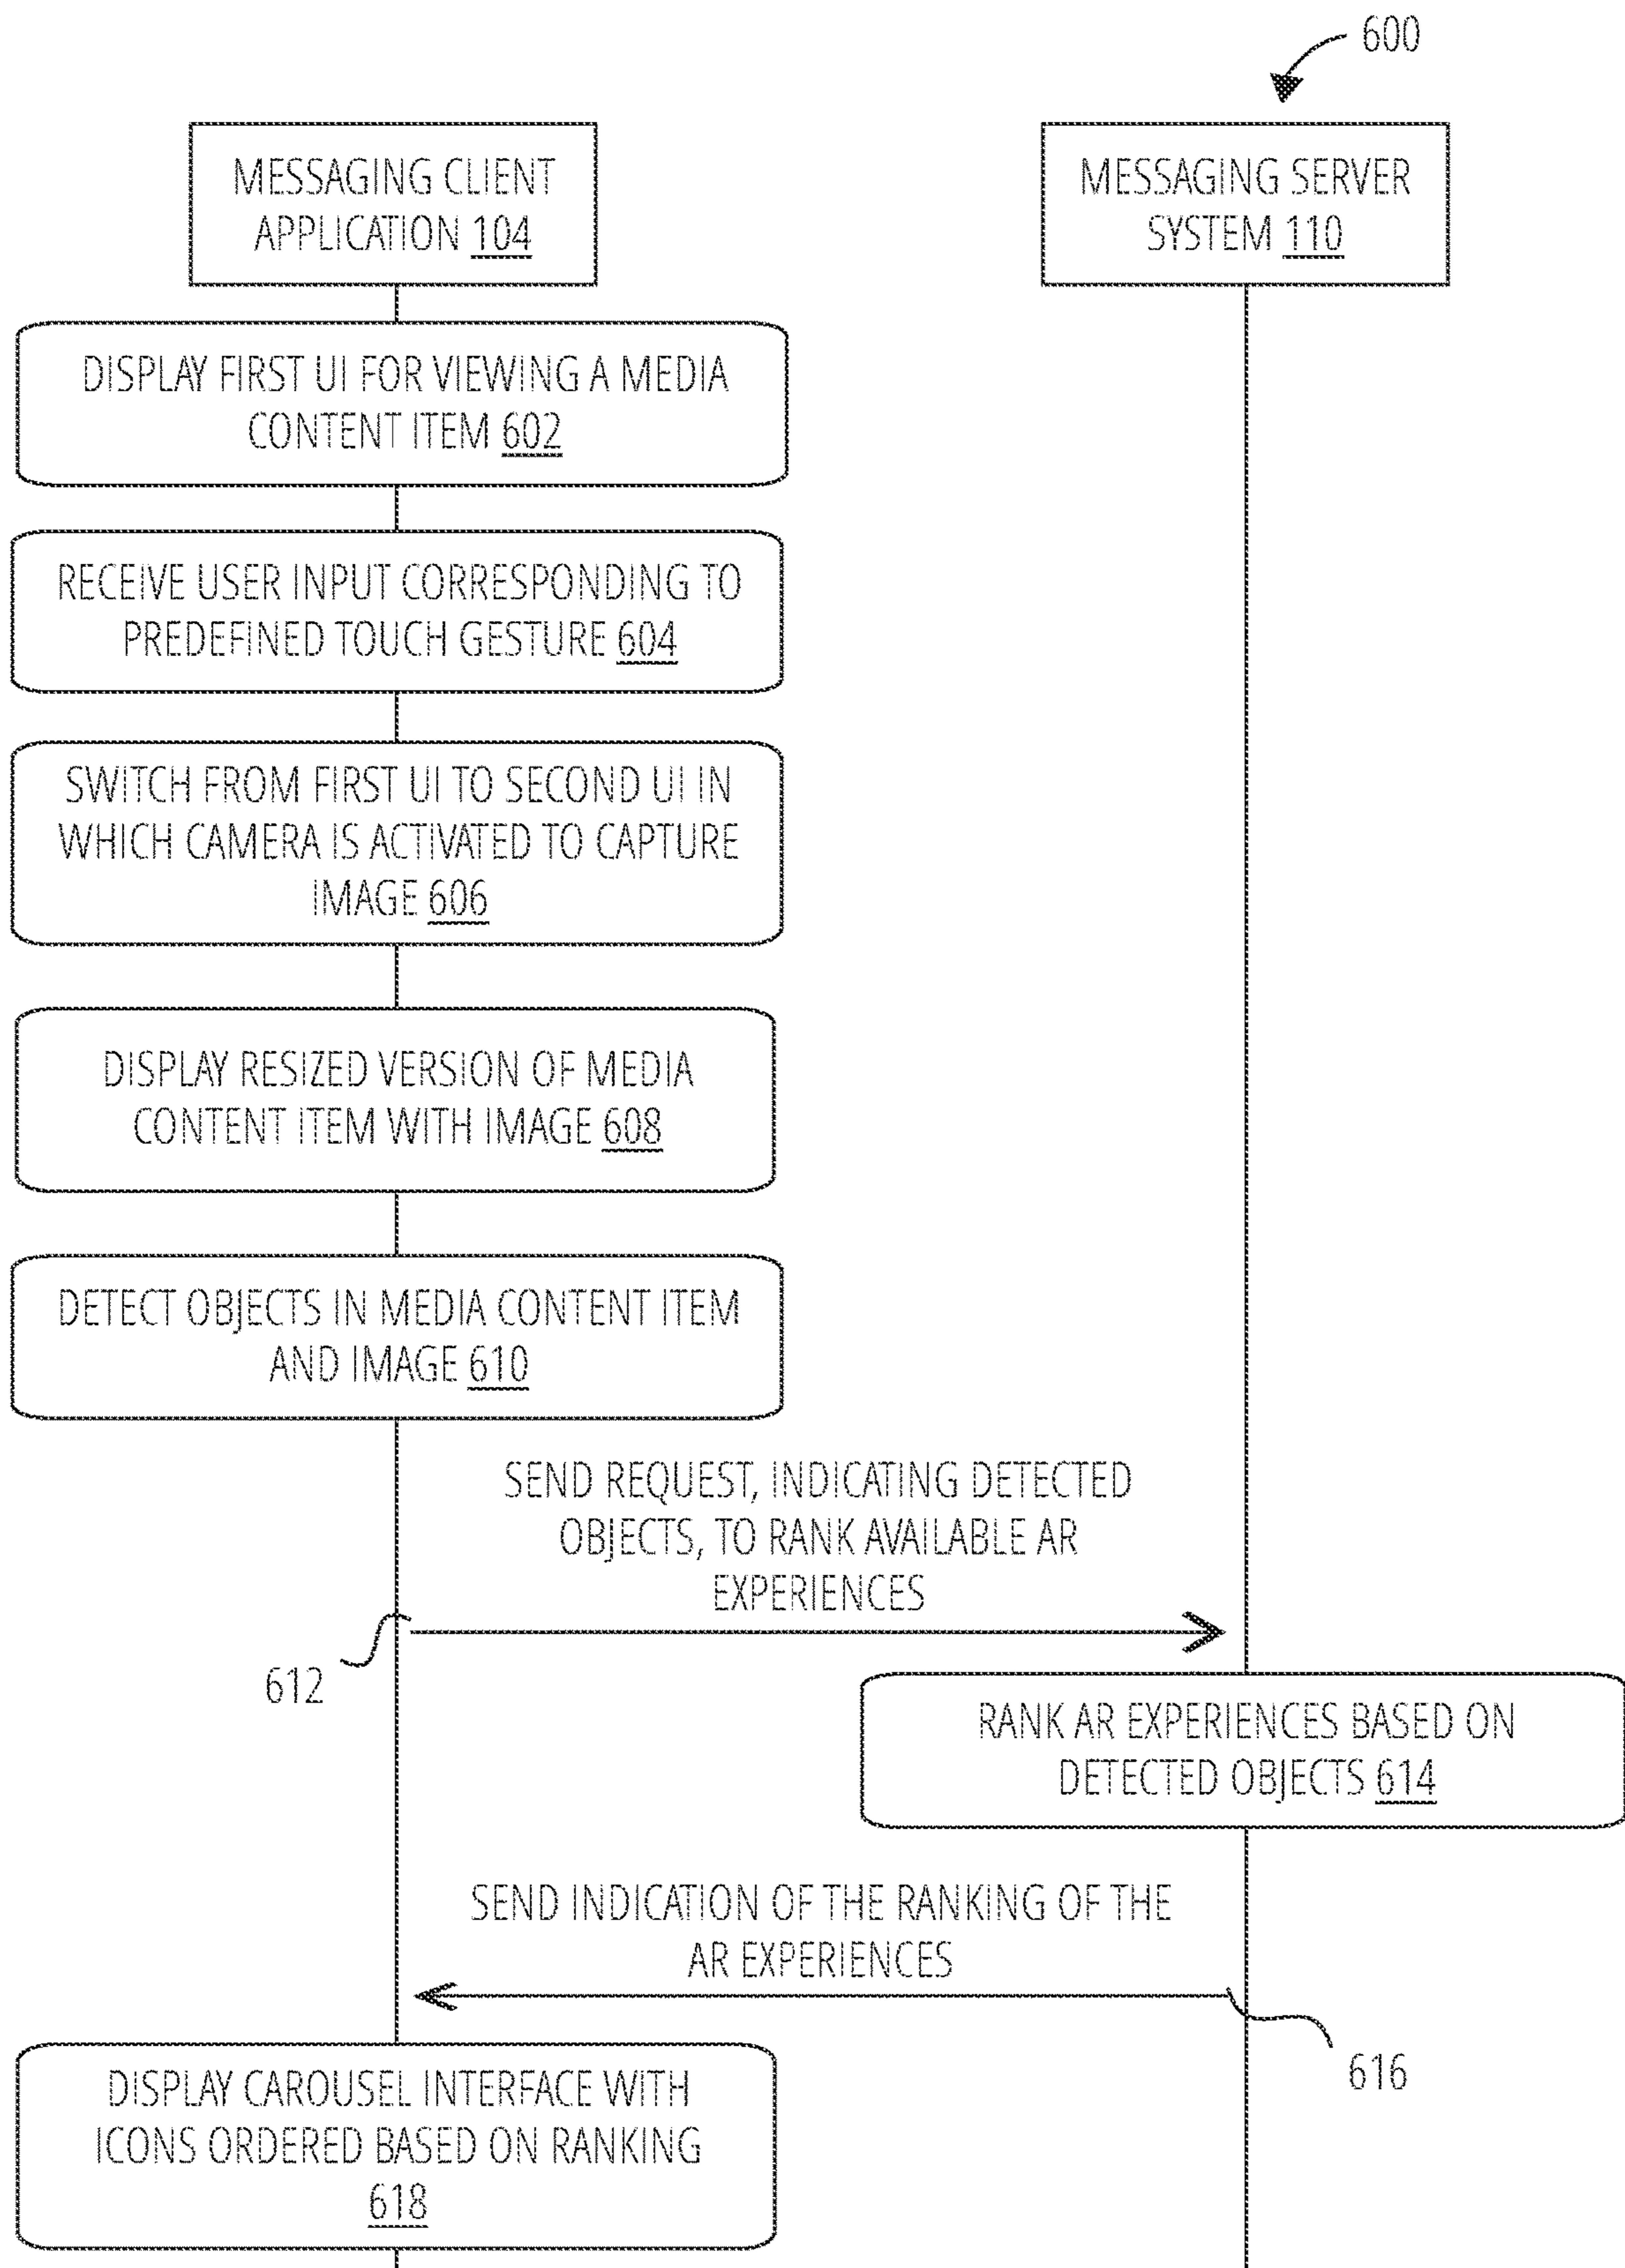 600
MESSAGING CLIENT
APPLICATION 104
MESSAGING SERVER
SYSTEM 110
DISPLAY FIRST UI FOR VIEWING A MEDIA
CONTENT ITEM 602
RECEIVE USER INPUT CORRESPONDING TO
PREDEFINED TOUCH GESTURE 604
SWITCH FROM FIRST UI TO SECOND UI IN
WHICH CAMERA IS ACTIVATED TO CAPTURE
IMAGE 606
DISPLAY RESIZED VERSION OF MEDIA
CONTENT ITEM WITH IMAGE 608
DETECT OBJECTS IN MEDIA CONTENT ITEM
AND IMAGE 610
SEND REQUEST, INDICATING DETECTED
OBJECTS, TO RANK AVAILABLE AR
EXPERIENCES
612
RANK AR EXPERIENCES BASED ON
DETECTED OBJECTS 614
SEND INDICATION OF THE RANKING OF THE
AR EXPERIENCES
616
DISPLAY CAROUSEL INTERFACE WITH
ICONS ORDERED BASED ON RANKING
618